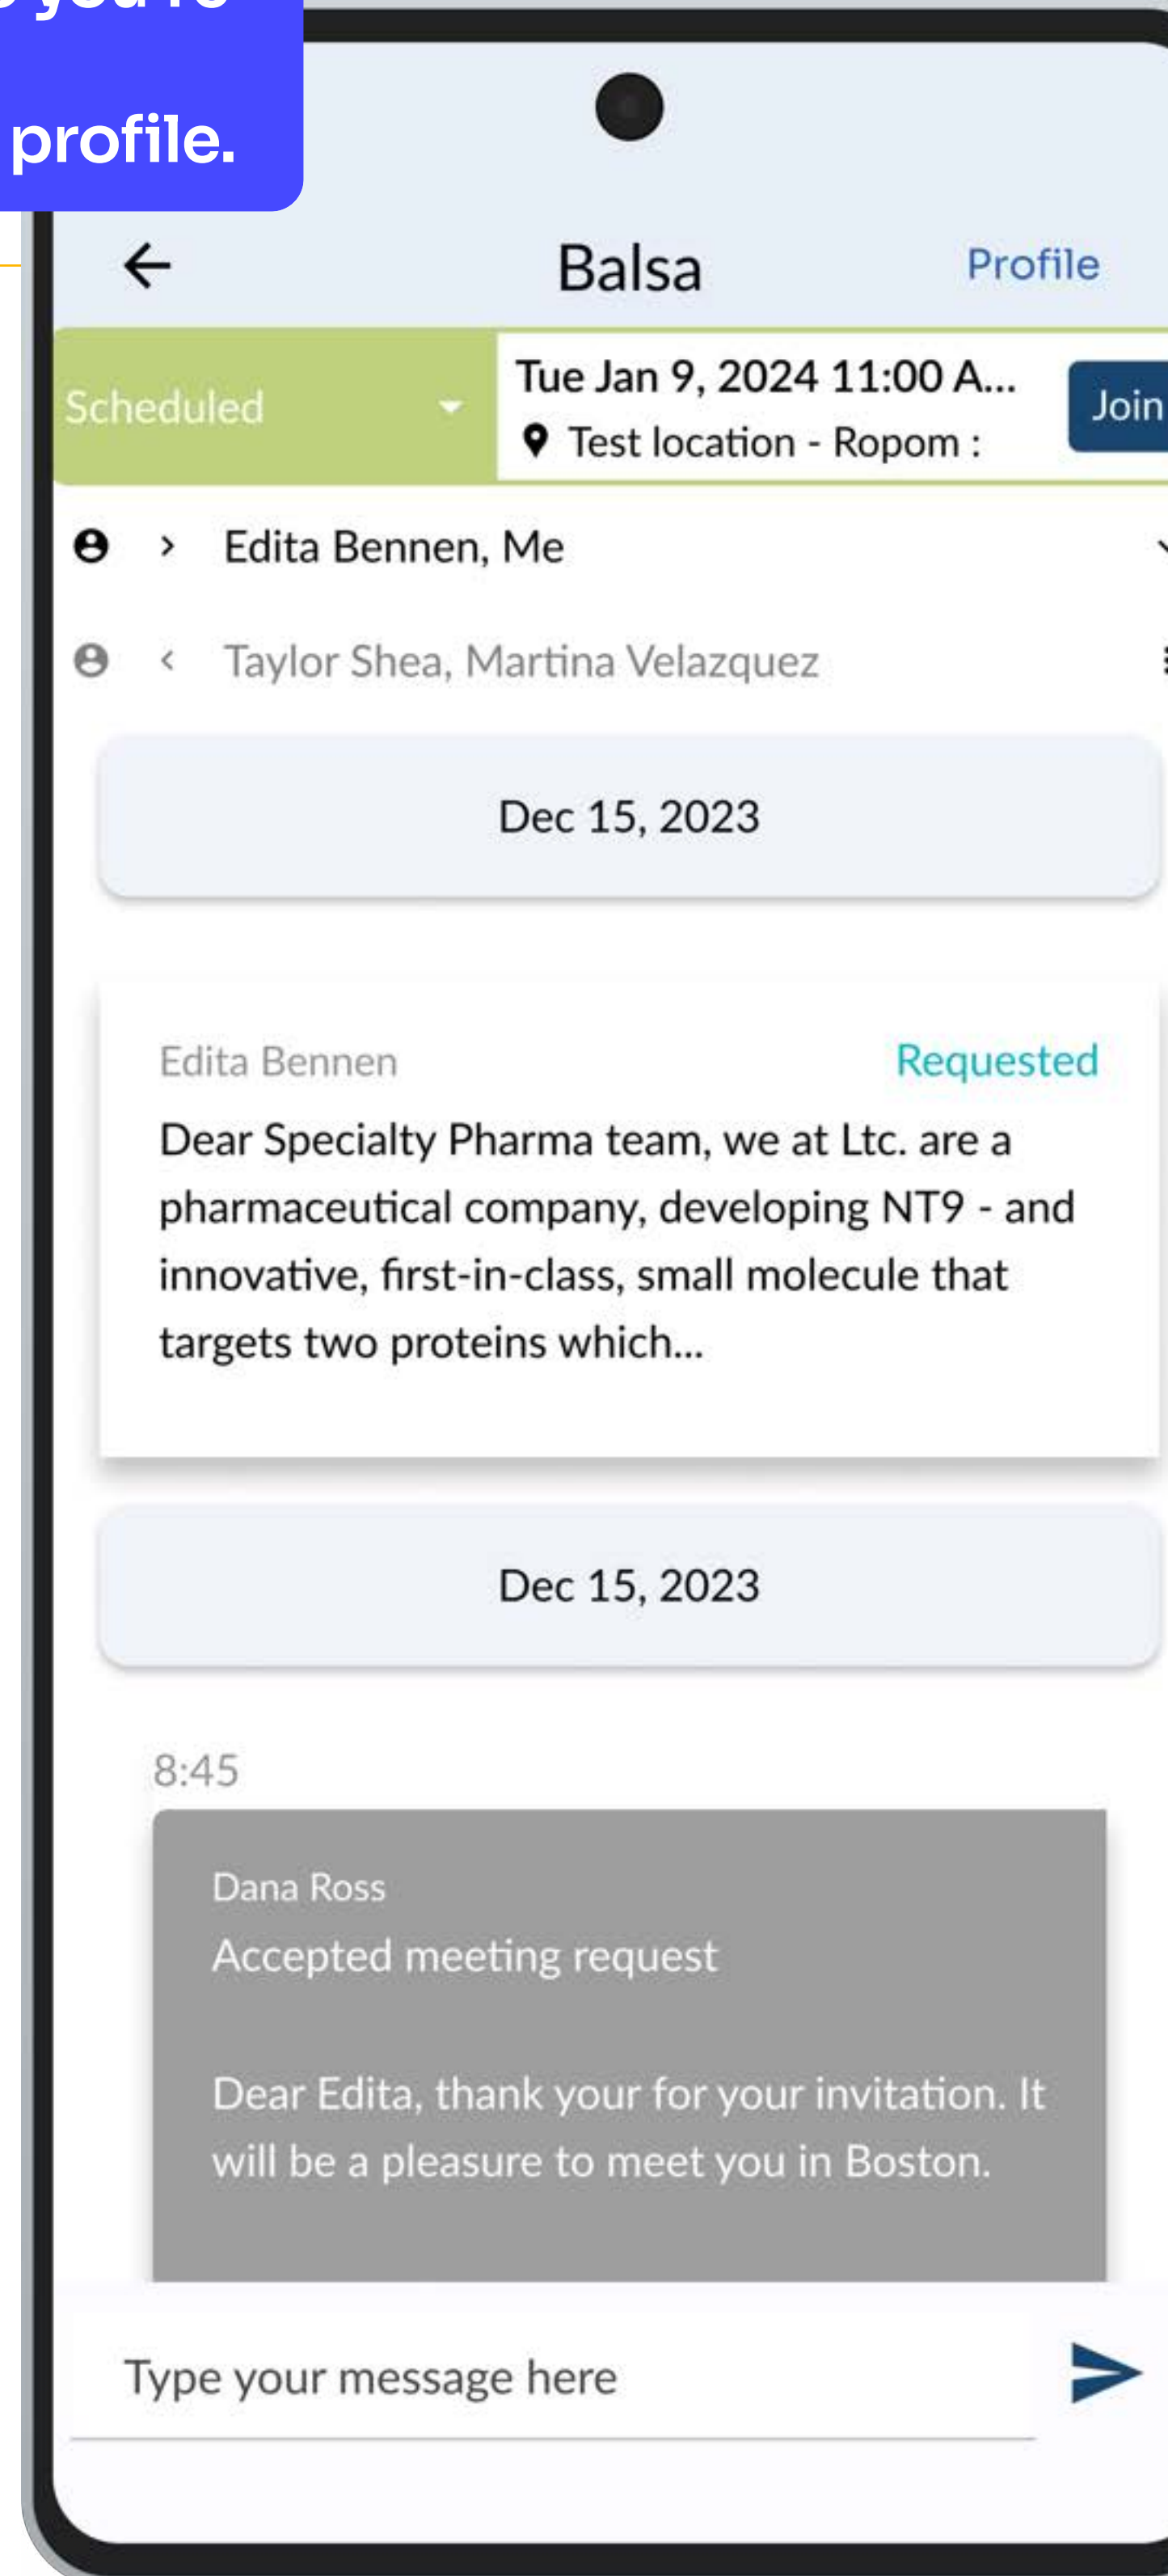 you're
profile.
Balsa
Profile
Scheduled
Tue Jan 9, 2024 11:00 A...
Test location - Ropom :
Join
Edita Bennen, Me
Taylor Shea, Martina Velazquez
Dec 15, 2023
Edita Bennen
Requested
Dear Specialty Pharma team, we at Ltc. are a
pharmaceutical company, developing NT9 - and
innovative, first-in-class, small molecule that
targets two proteins which...
Dec 15, 2023
8:45
Dana Ross
Accepted meeting request
Dear Edita, thank your for your invitation. It
will be a pleasure to meet you in Boston.
Type your message here